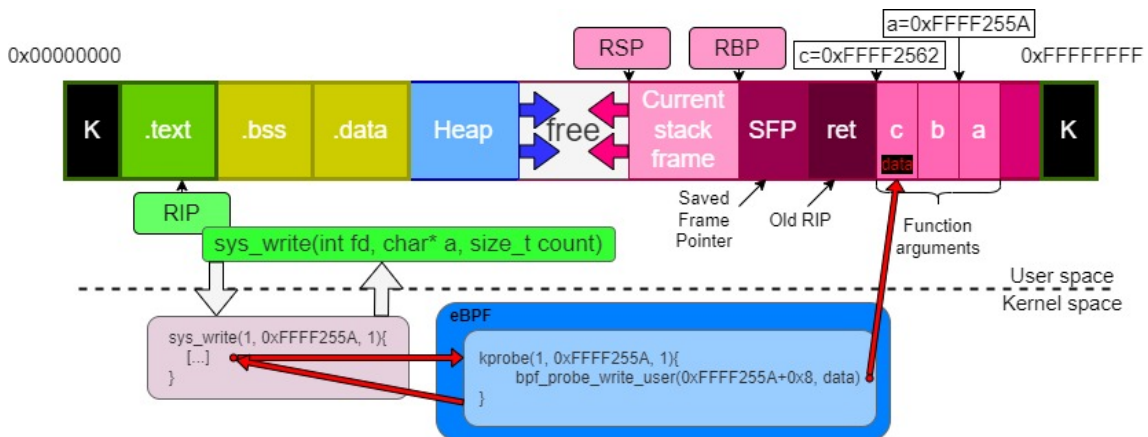 a=0xFFFF255A
0x00000000
RSP
RBP
c=0xFFFF2562
0xFFFFFFFF
K
.text
.bss
.data
Heap
free
Current
stack
frame
SFP
ret
c
b
a
K
data
RIP
Saved
Frame
Pointer
Old RIP
Function
arguments
sys_write(int fd, char* a, size_t count)
User space
Kernel space
eBPF
sys_write(1, 0xFFFF255A, 1){
[...]
}
kprobe(1, 0xFFFF255A, 1){
bpf_probe_write_user(0xFFFF255A+0x8, data)
}